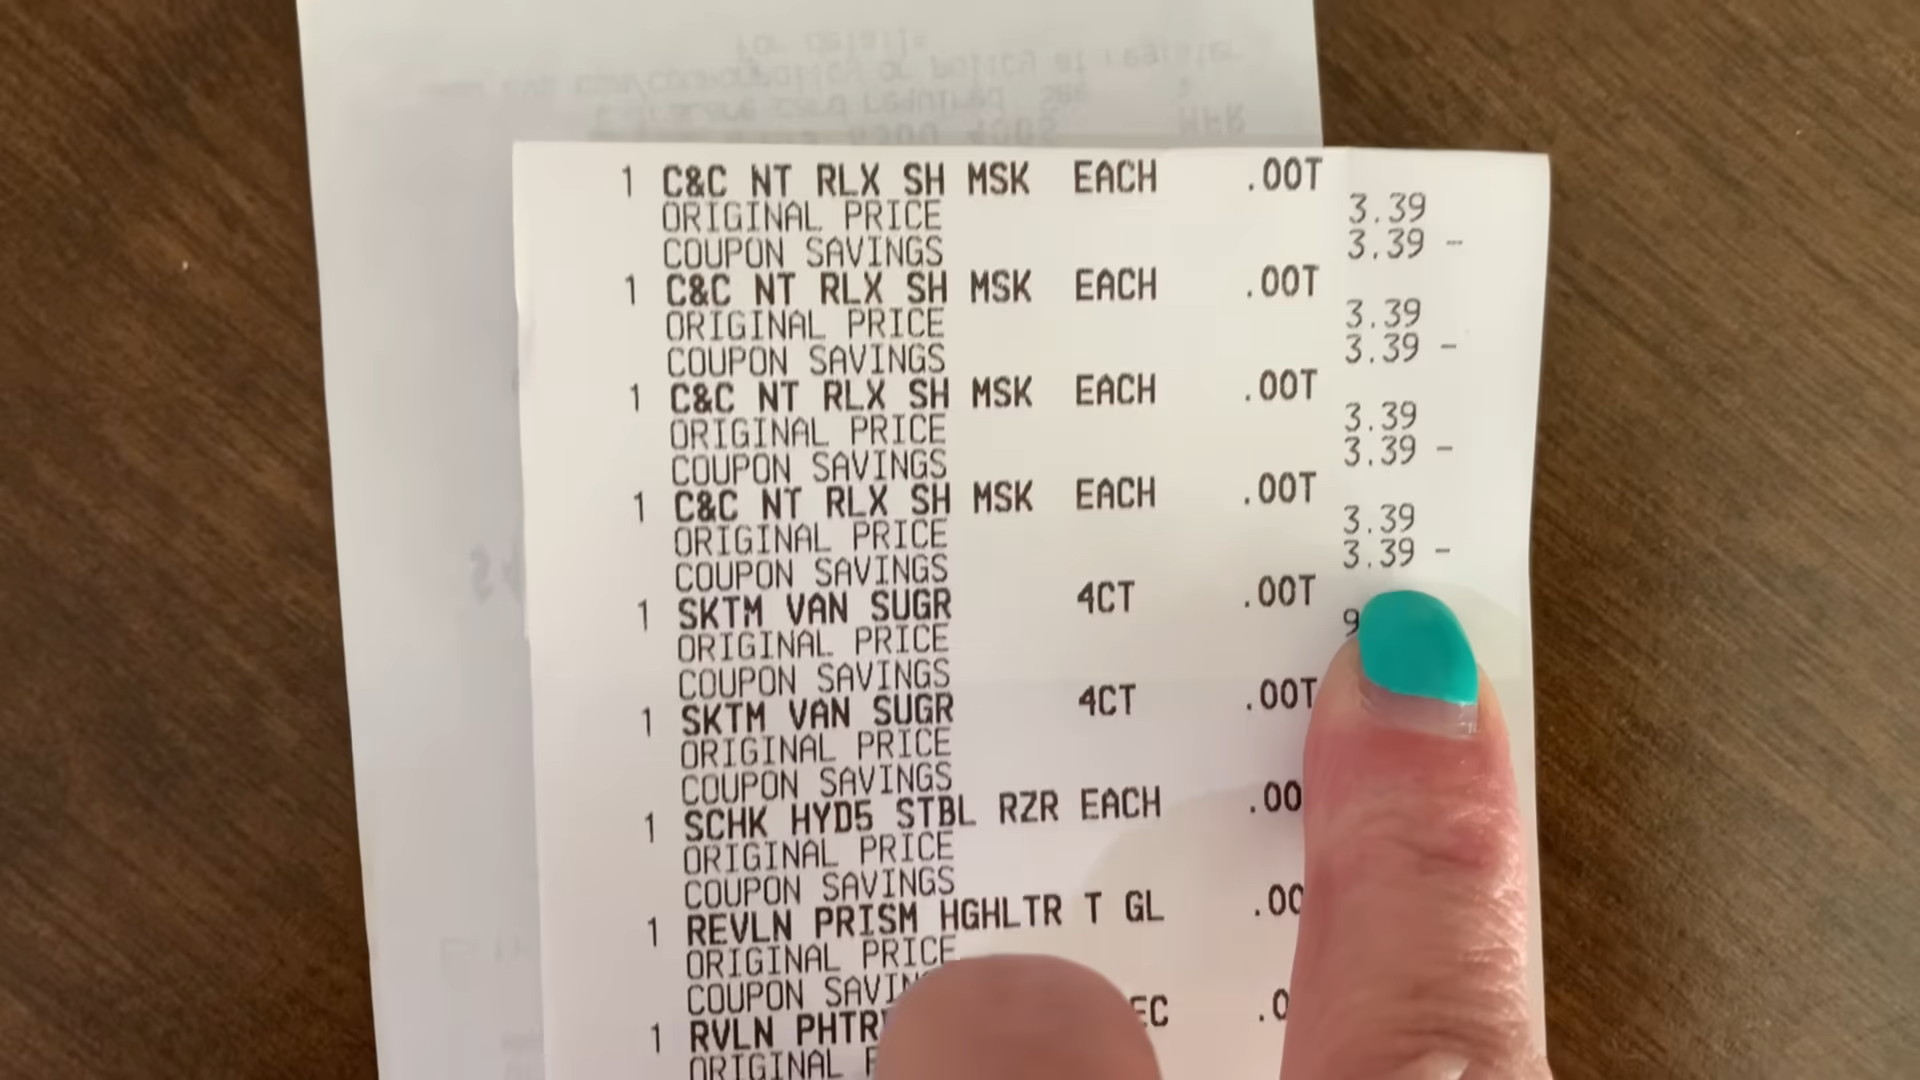 1 C&C NT RLX SH MSK EACH .00T
ORIGINAL PRICE 3.39
COUPON SAVINGS 3.39 -
1 C&C NT RLX SH MSK EACH .00T
ORIGINAL PRICE 3.39
COUPON SAVINGS 3.39 -
1 C&C NT RLX SH MSK EACH .00T
ORIGINAL PRICE 3.39
COUPON SAVINGS 3.39 -
1 C&C NT RLX SH MSK EACH .00T
ORIGINAL PRICE 3.39
COUPON SAVINGS 3.39 -
1 SKTM VAN SUGR 4CT .00T
ORIGINAL PRICE 9
COUPON SAVINGS
1 SKTM VAN SUGR 4CT .00T
ORIGINAL PRICE
COUPON SAVINGS
1 SCHK HYD5 STBL RZR EACH .00
ORIGINAL PRICE
COUPON SAVINGS
1 REVLN PRISM HGHLTR T GL .00
ORIGINAL PRICE
COUPON
1 RVLN
ORIGINAL